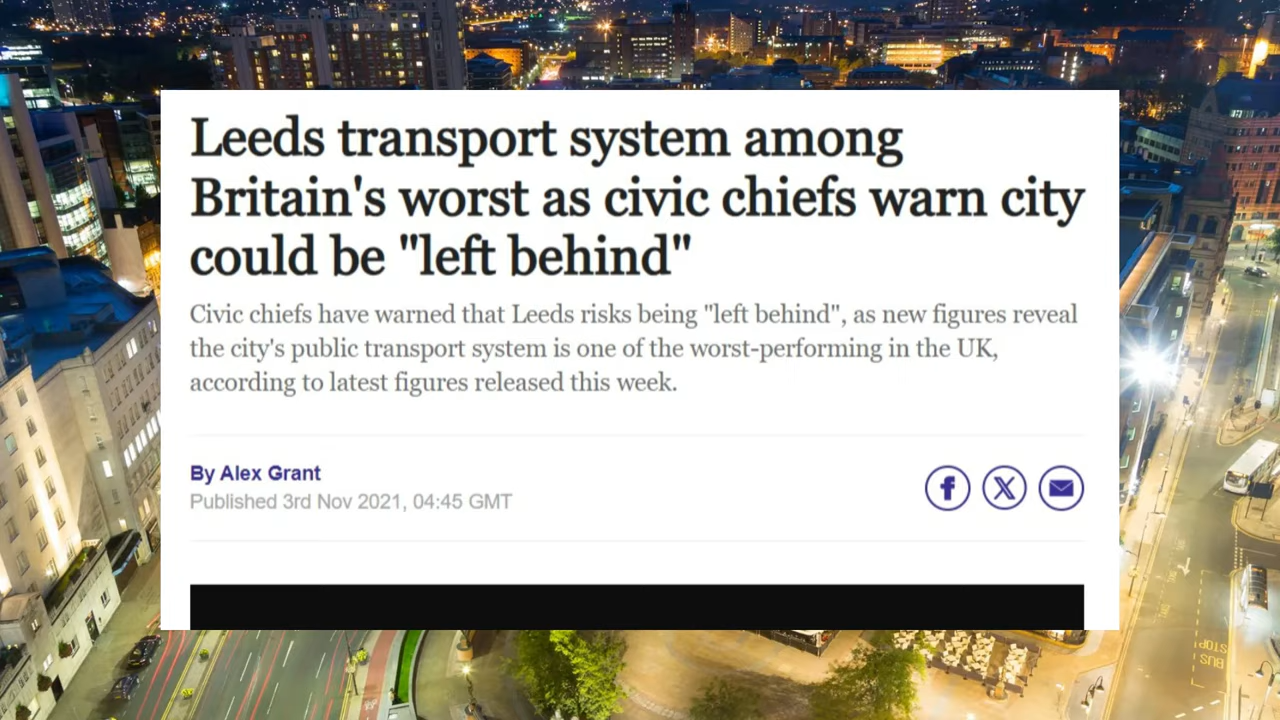 Leeds transport system among
Britain's worst as civic chiefs warn city
could be "left behind"
Civic chiefs have warned that Leeds risks being "left behind", as new figures reveal
the city's public transport system is one of the worst-performing in the UK,
according to latest figures released this week.
By Alex Grant
Published 3rd Nov 2021, 04:45 GMT
BUS
STOP